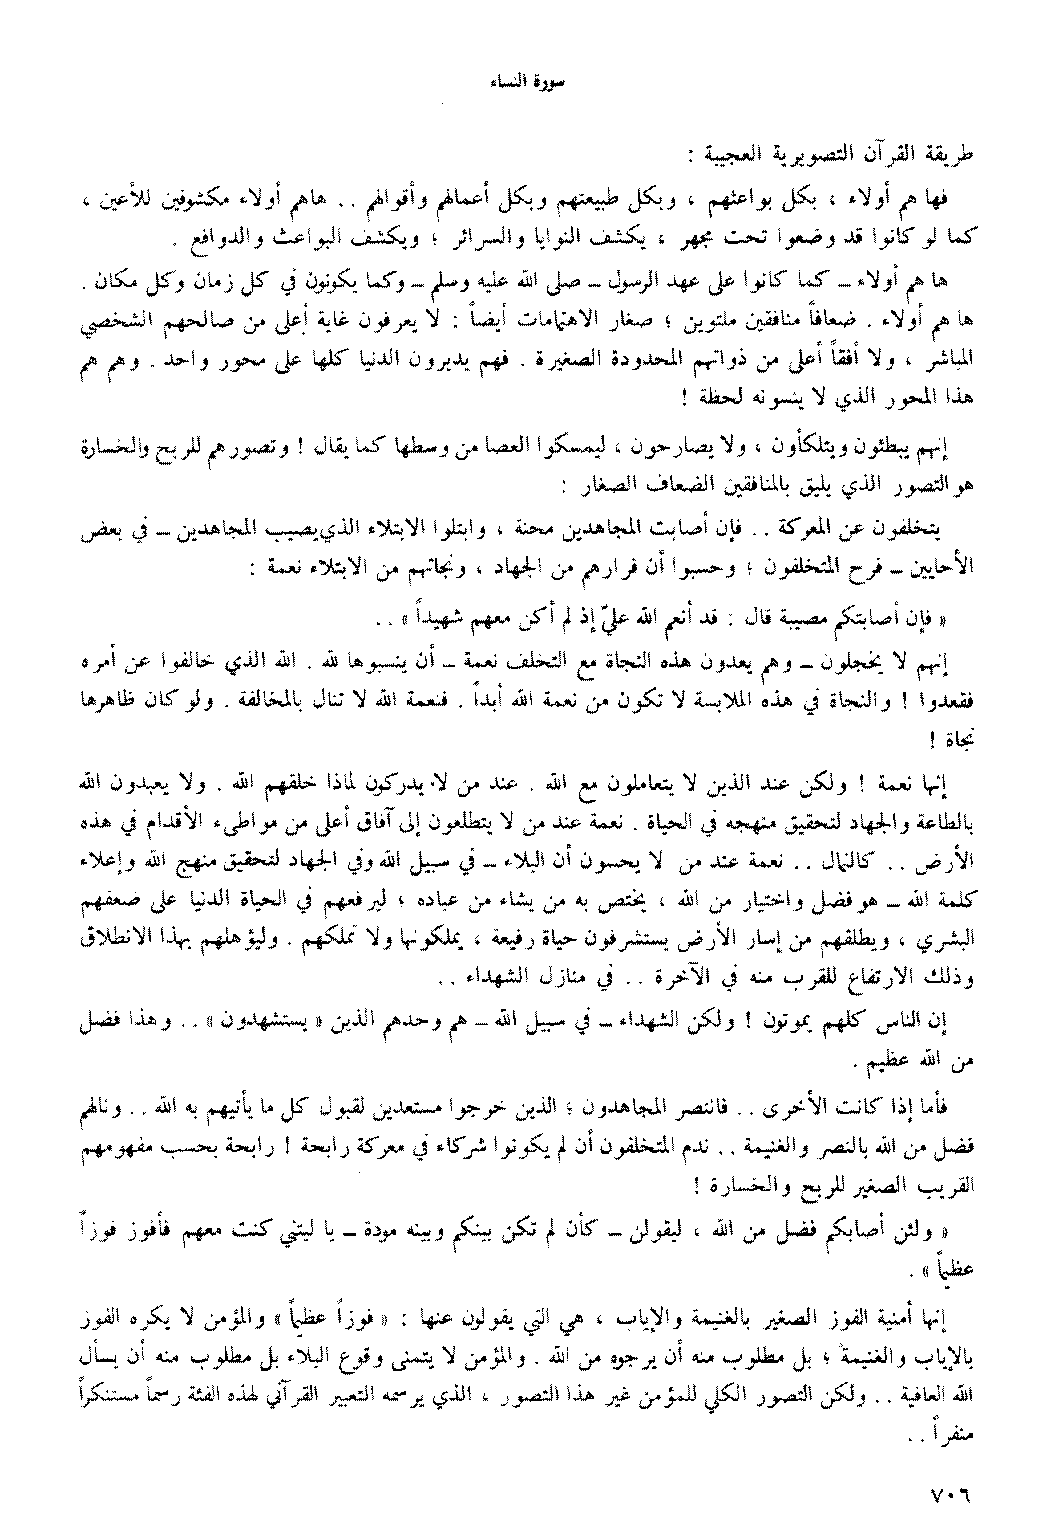 سورة النساء
طريقة القرآن التصويرية العجيبة :
فها هم أولاء ، بكل بواعثهم ، وبكل طبيعتهم وبكل أعمالهم وأقوالهم .. هاهم أولاء مكشوفين للأعين ،
كما لو كانوا قد وضعوا تحت مجهر ، يكشف النوايا والسرائر ؛ ويكشف البواعث والدوافع .
ها هم أولاء – كما كانوا على عهد الرسول – صلى الله عليه وسلم – وكما يكونون في كل زمان وكل مكان .
ها هم أولاء . ضعافاً منافقين ملتوين ؛ صغار الاهتمامات أيضاً : لا يعرفون غاية أعلى من صالحهم الشخصي
المباشر ، ولا أفقاً أعلى من ذواتهم المحدودة الصغيرة . فهم يديرون الدنيا كلها على محور واحد . وهم هم
هذا المحور الذي لا ينسونه لحظة !
إنهم يبطئون ويتلكأون ، ولا يصارحون ، ليمسكوا العصا من وسطها كما يقال ! وتصورهم للربح والخسارة
هو التصور الذي يليق بالمنافقين الضعاف الصغار :
يتخلفون عن المعركة .. فإن أصابت المجاهدين محنة ، وابتلوا الابتلاء الذي يصيب المجاهدين – في بعض
الأحايين – فرح المتخلفون ؛ وحسبوا أن فرارهم من الجهاد ، ونجاتهم من الابتلاء نعمة :
« فإن أصابتكم مصيبة قال : قد أنعم الله عليّ إذ لم أكن معهم شهيداً » ..
إنهم لا يخجلون – وهم يعدون هذه النجاة مع التخلف نعمة – أن ينسبوها لله . الله الذي خالفوا عن أمره
فقعدوا ! والنجاة في هذه الملابسة لا تكون من نعمة الله أبداً . فنعمة الله لا تنال بالمخالفة . ولو كان ظاهرها
نجاة !
إنها نعمة ! ولكن عند الذين لا يتعاملون مع الله . عند من لا يدركون لماذا خلقهم الله . ولا يعبدون الله
بالطاعة والجهاد لتحقيق منهجه في الحياة . نعمة عند من لا يتطلعون إلى آفاق أعلى من مواطىء الأقدام في هذه
الأرض .. كالنمال .. نعمة عند من لا يحسون أن البلاء – في سبيل الله وفي الجهاد لتحقيق منهج الله وإعلاء
كلمة الله – هو فضل واختيار من الله ، يختص به من يشاء من عباده ؛ ليرفعهم في الحياة الدنيا على ضعفهم
البشري ، ويطلقهم من إسار الأرض يستشرفون حياة رفيعة ، يملكونها ولا تملكهم . وليؤهلهم بهذا الانطلاق
وذلك الارتفاع للقرب منه في الآخرة .. في منازل الشهداء ..
إن الناس كلهم يموتون ! ولكن الشهداء – في سبيل الله – هم وحدهم الذين « يستشهدون » .. وهذا فضل
من الله عظيم .
فأما إذا كانت الأخرى .. فانتصر المجاهدون ؛ الذين خرجوا مستعدين لقبول كل ما يأتيهم به الله .. ونالهم
فضل من الله بالنصر والغنيمة .. ندم المتخلفون أن لم يكونوا شركاء في معركة رابحة ! رابحة بحسب مفهومهم
القريب الصغير للربح والخسارة !
« ولئن أصابكم فضل من الله ، ليقولن – كأن لم تكن بينكم وبينه مودة – يا ليتني كنت معهم فأفوز فوزاً
عظيماً » .
إنها أمنية الفوز الصغير بالغنيمة والإياب ، هي التي يقولون عنها : « فوزاً عظيماً » والمؤمن لا يكره الفوز
بالإياب والغنيمة ؛ بل مطلوب منه أن يرجوه من الله . والمؤمن لا يتمنى وقوع البلاء بل مطلوب منه أن يسأل
الله العافية .. ولكن التصور الكلي للمؤمن غير هذا التصور ، الذي يرسمه التعبير القرآني لهذه الفئة رسماً مستنكراً
منفراً ..
٧٠٦